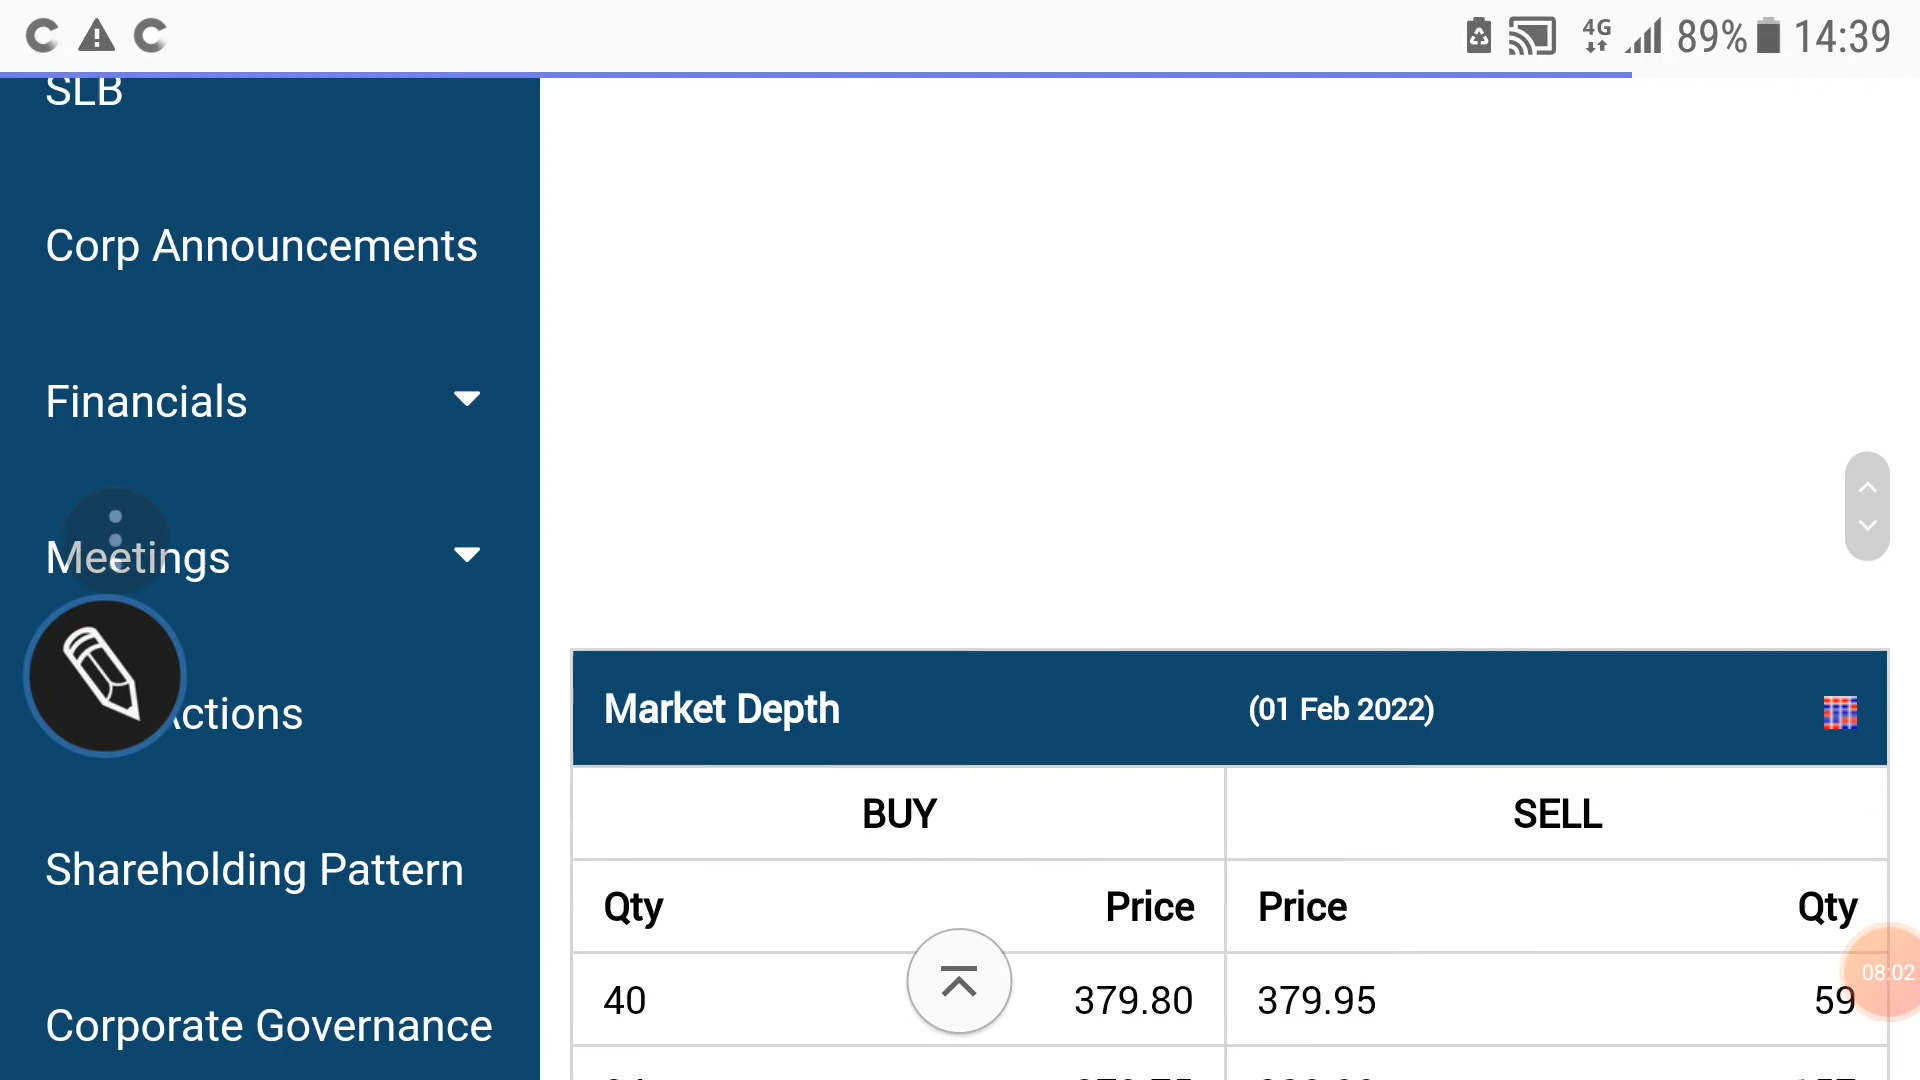 4G 89% 14:39
SLB
Corp Announcements
Financials
Meetings
ctions
Shareholding Pattern
Corporate Governance
Market Depth (01 Feb 2022)
BUY SELL
Qty Price Price Qty
40 379.80 379.95 59
08:02